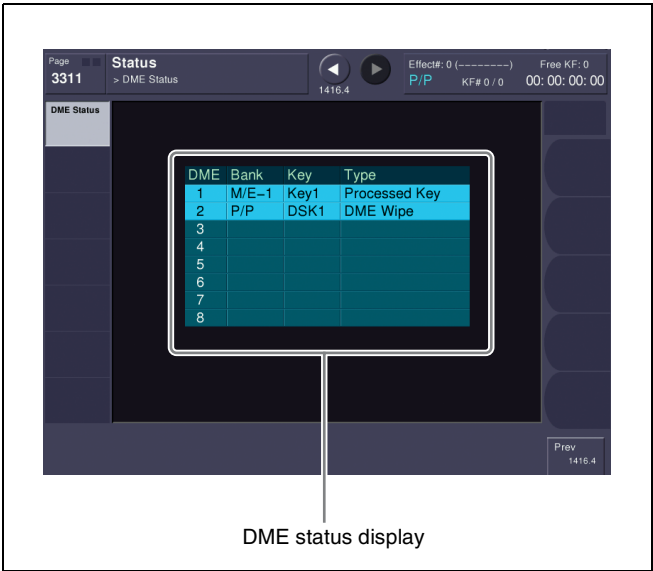 Page
3311
Status
> DME Status
1416.4
Effect#: 0 (--------)
P/P KF# 0 / 0
Free KF: 0
00: 00: 00: 00
DME Status
DME Bank Key Type
1 M/E-1 Key1 Processed Key
2 P/P DSK1 DME Wipe
3
4
5
6
7
8
Prev
1416.4
DME status display